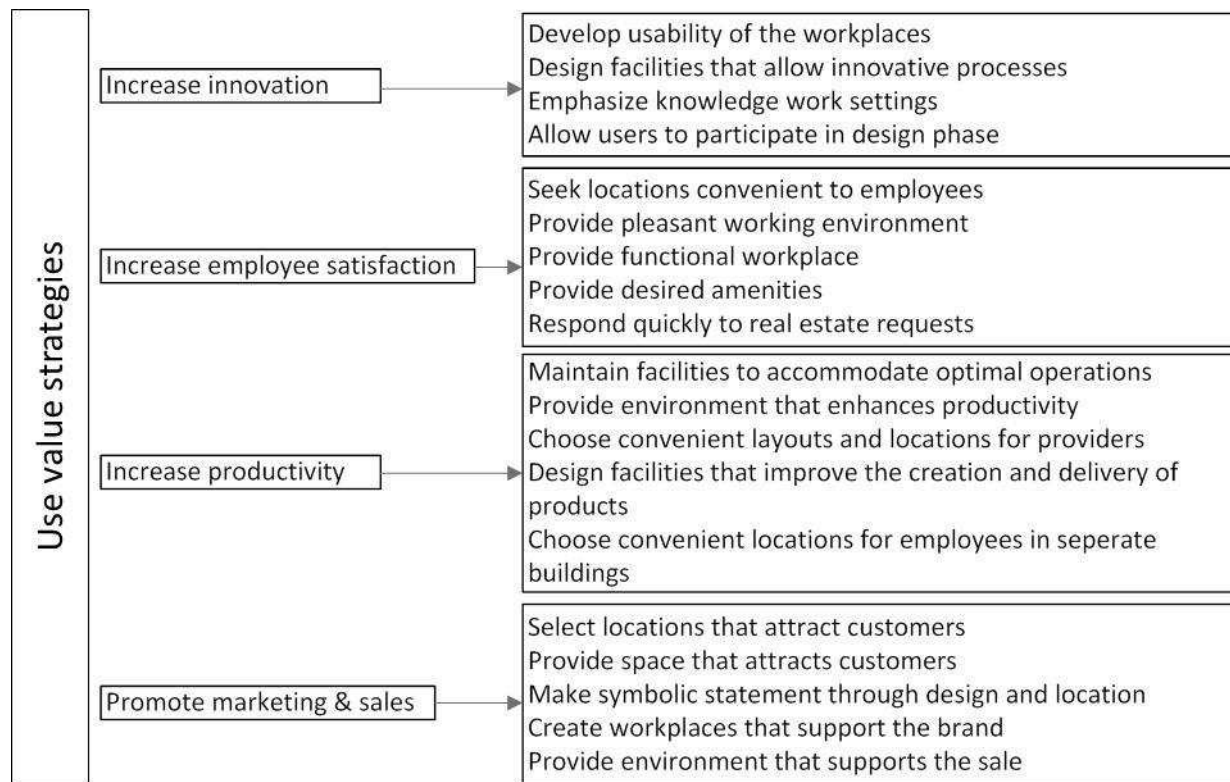 Use value strategies
Increase innovation
Develop usability of the workplaces
Design facilities that allow innovative processes
Emphasize knowledge work settings
Allow users to participate in design phase
Increase employee satisfaction
Seek locations convenient to employees
Provide pleasant working environment
Provide functional workplace
Provide desired amenities
Respond quickly to real estate requests
Increase productivity
Maintain facilities to accommodate optimal operations
Provide environment that enhances productivity
Choose convenient layouts and locations for providers
Design facilities that improve the creation and delivery of
products
Choose convenient locations for employees in seperate
buildings
Promote marketing & sales
Select locations that attract customers
Provide space that attracts customers
Make symbolic statement through design and location
Create workplaces that support the brand
Provide environment that supports the sale